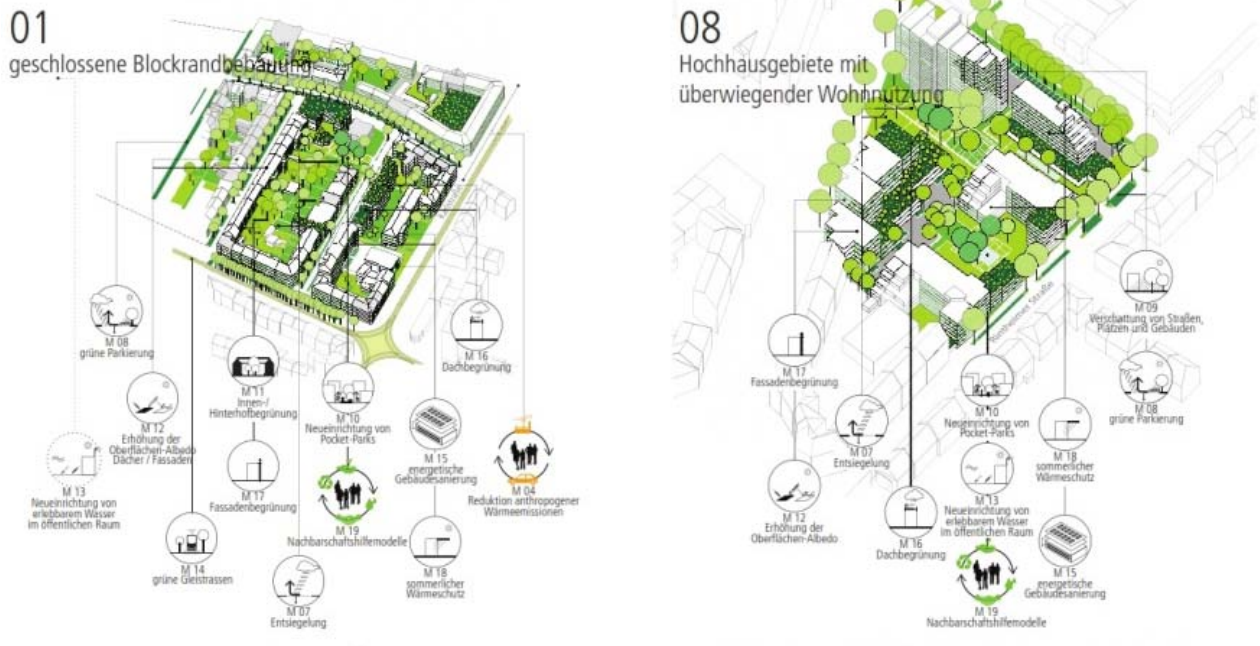 01
geschlossene Blockrandbebauung
M 08
grüne Parkierung
M 12
Erhöhung der
Oberflächen-Albedo
Dächer / Fassaden
M 13
Neueinrichtung von
erlebbarem Wasser
im öffentlichen Raum
M 14
grüne Gleistrassen
M 11
Innen-/
Hinterhofbegrünung
M 17
Fassadenbegrünung
M 07
Entsiegelung
M 10
Neueinrichtung von
Pocket-Parks
M 19
Nachbarschaftshilfemodelle
M 16
Dachbegrünung
M 15
energetische
Gebäudesanierung
M 18
sommerlicher
Wärmeschutz
M 04
Reduktion anthropogener
Wärmeemissionen
08
Hochhausgebiete mit
überwiegender Wohnnutzung
M 17
Fassadenbegrünung
M 07
Entsiegelung
M 12
Erhöhung der
Oberflächen-Albedo
M 16
Dachbegrünung
M 10
Neueinrichtung von
Pocket-Parks
M 13
Neueinrichtung von
erlebbarem Wasser
im öffentlichen Raum
M 19
Nachbarschaftshilfemodelle
M 09
Verschattung von Straßen,
Plätzen und Gebäuden
M 08
grüne Parkierung
M 18
sommerlicher
Wärmeschutz
M 15
energetische
Gebäudesanierung